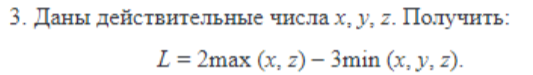 3. Даны действительные числа x, y, z. Получить:
L = 2max (x, z) – 3min (x, y, z).